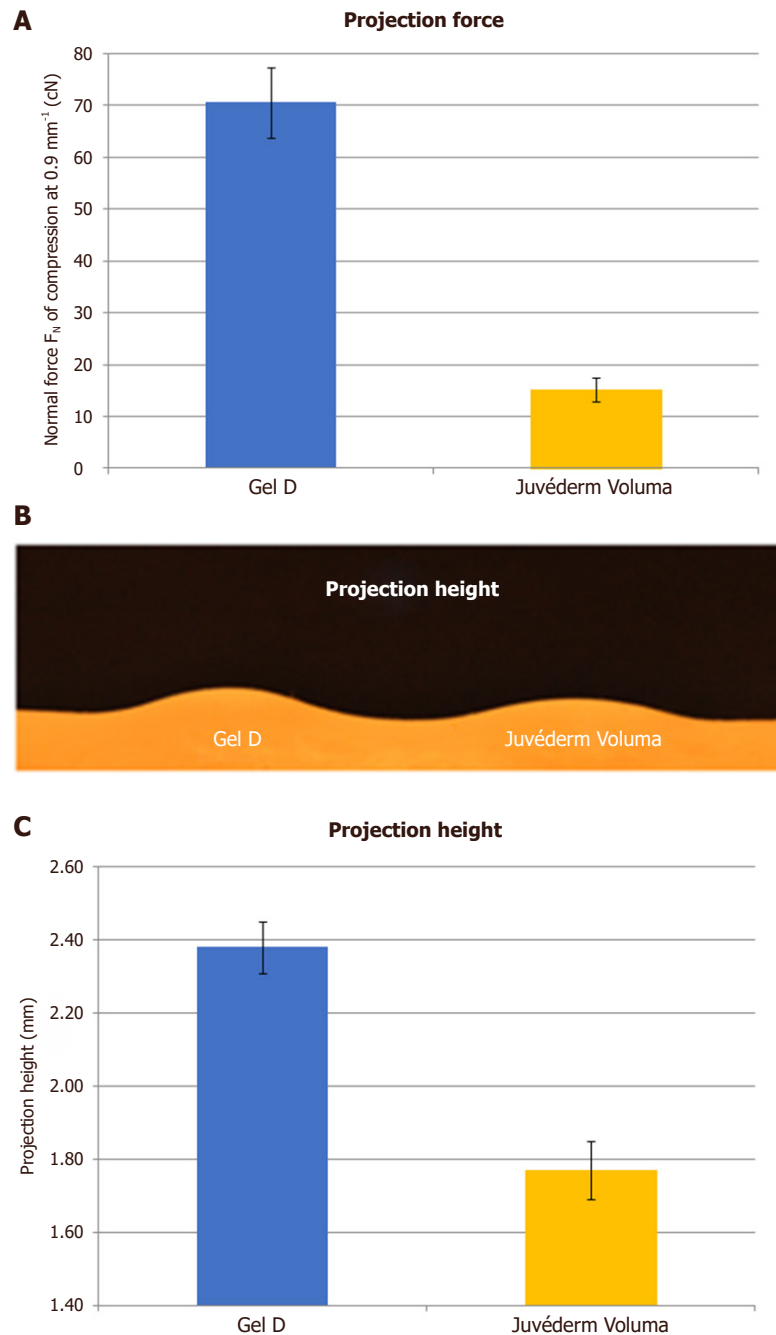 A
Projection force
Normal force F_N of compression at 0.9 mm⁻¹ (cN)
80
70
60
50
40
30
20
10
0
Gel D
Juvéderm Voluma
B
Projection height
Gel D
Juvéderm Voluma
C
Projection height
Projection height (mm)
2.60
2.40
2.20
2.00
1.80
1.60
1.40
Gel D
Juvéderm Voluma